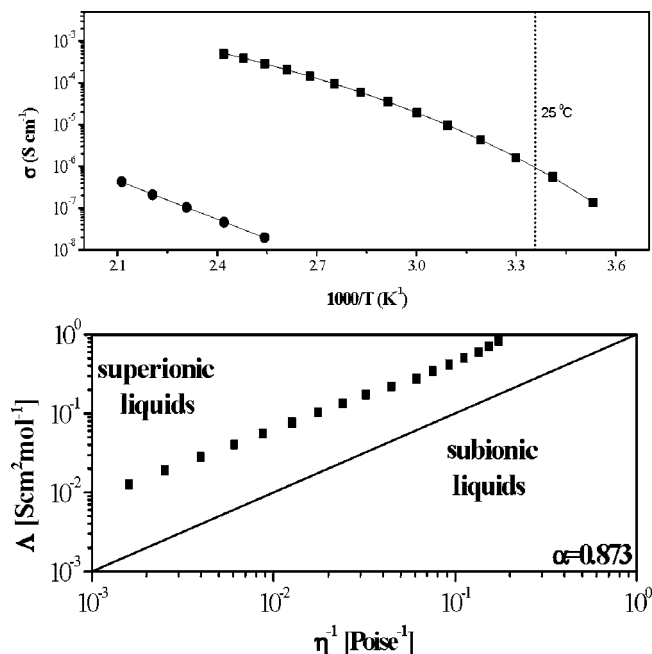 10⁻³
10⁻⁴
10⁻⁵
10⁻⁶
10⁻⁷
10⁻⁸
σ (S cm⁻¹)
25 ⁰C
2.1 2.4 2.7 3.0 3.3 3.6
1000/T (K⁻¹)
10⁰
10⁻¹
10⁻²
10⁻³
Λ [Scm²mol⁻¹]
superionic
liquids
subionic
liquids
α=0.873
10⁻³ 10⁻² 10⁻¹ 10⁰
η⁻¹ [Poise⁻¹]